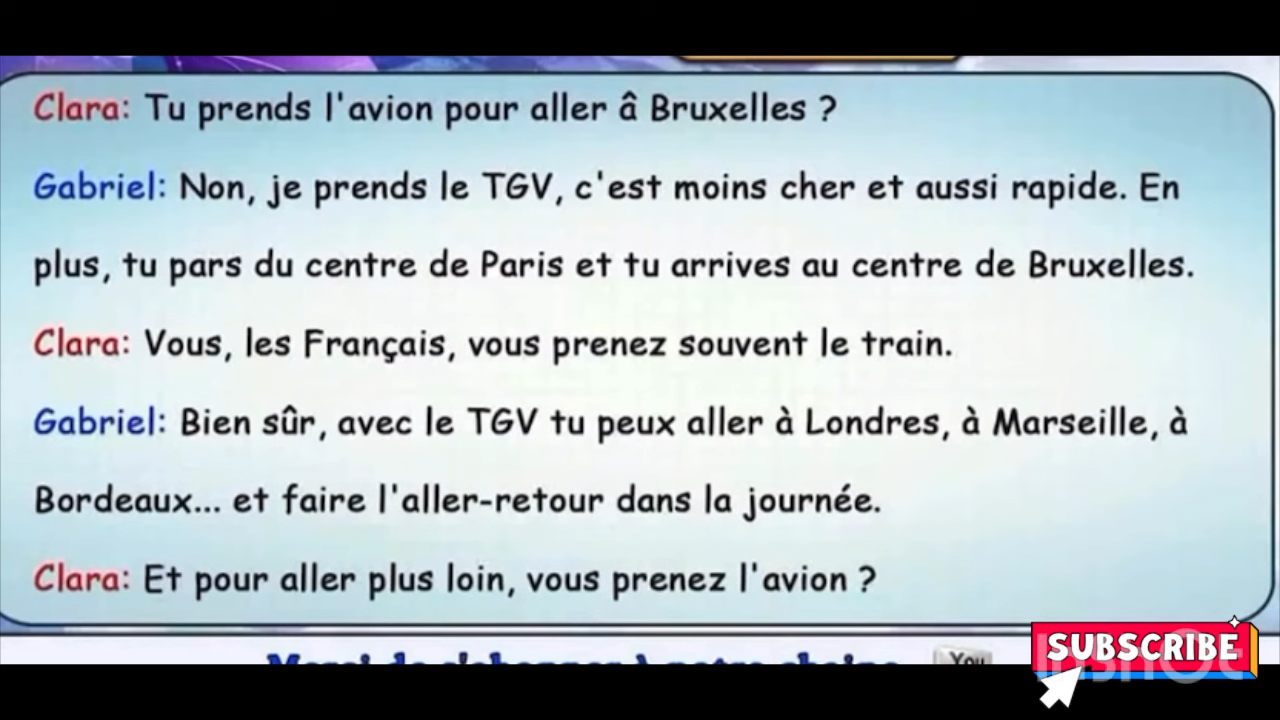 Clara: Tu prends l'avion pour aller â Bruxelles ?
Gabriel: Non, je prends le TGV, c'est moins cher et aussi rapide. En
plus, tu pars du centre de Paris et tu arrives au centre de Bruxelles.
Clara: Vous, les Français, vous prenez souvent le train.
Gabriel: Bien sûr, avec le TGV tu peux aller à Londres, à Marseille, à
Bordeaux... et faire l'aller-retour dans la journée.
Clara: Et pour aller plus loin, vous prenez l'avion ?
SUBSCRIBE
You